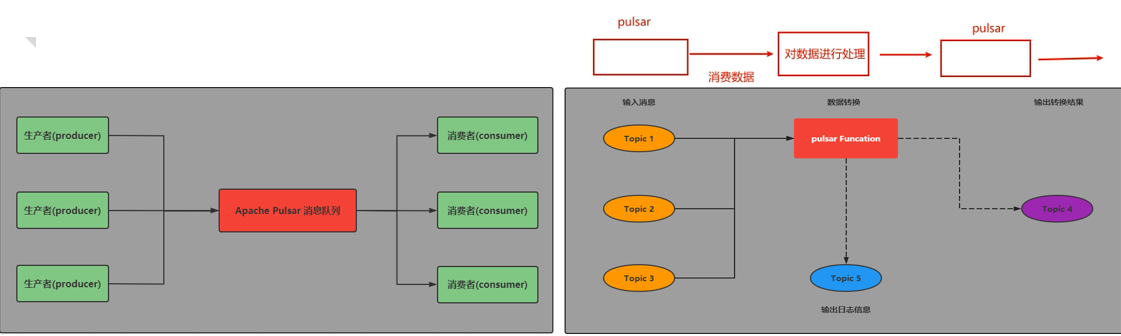 pulsar
pulsar
对数据进行处理
消费数据
生产者(producer)
消费者(consumer)
生产者(producer)
Apache Pulsar 消息队列
消费者(consumer)
生产者(producer)
消费者(consumer)
输入消息
数据转换
输出转换结果
Topic 1
pulsar Funcation
Topic 2
Topic 4
Topic 3
Topic 5
输出日志信息